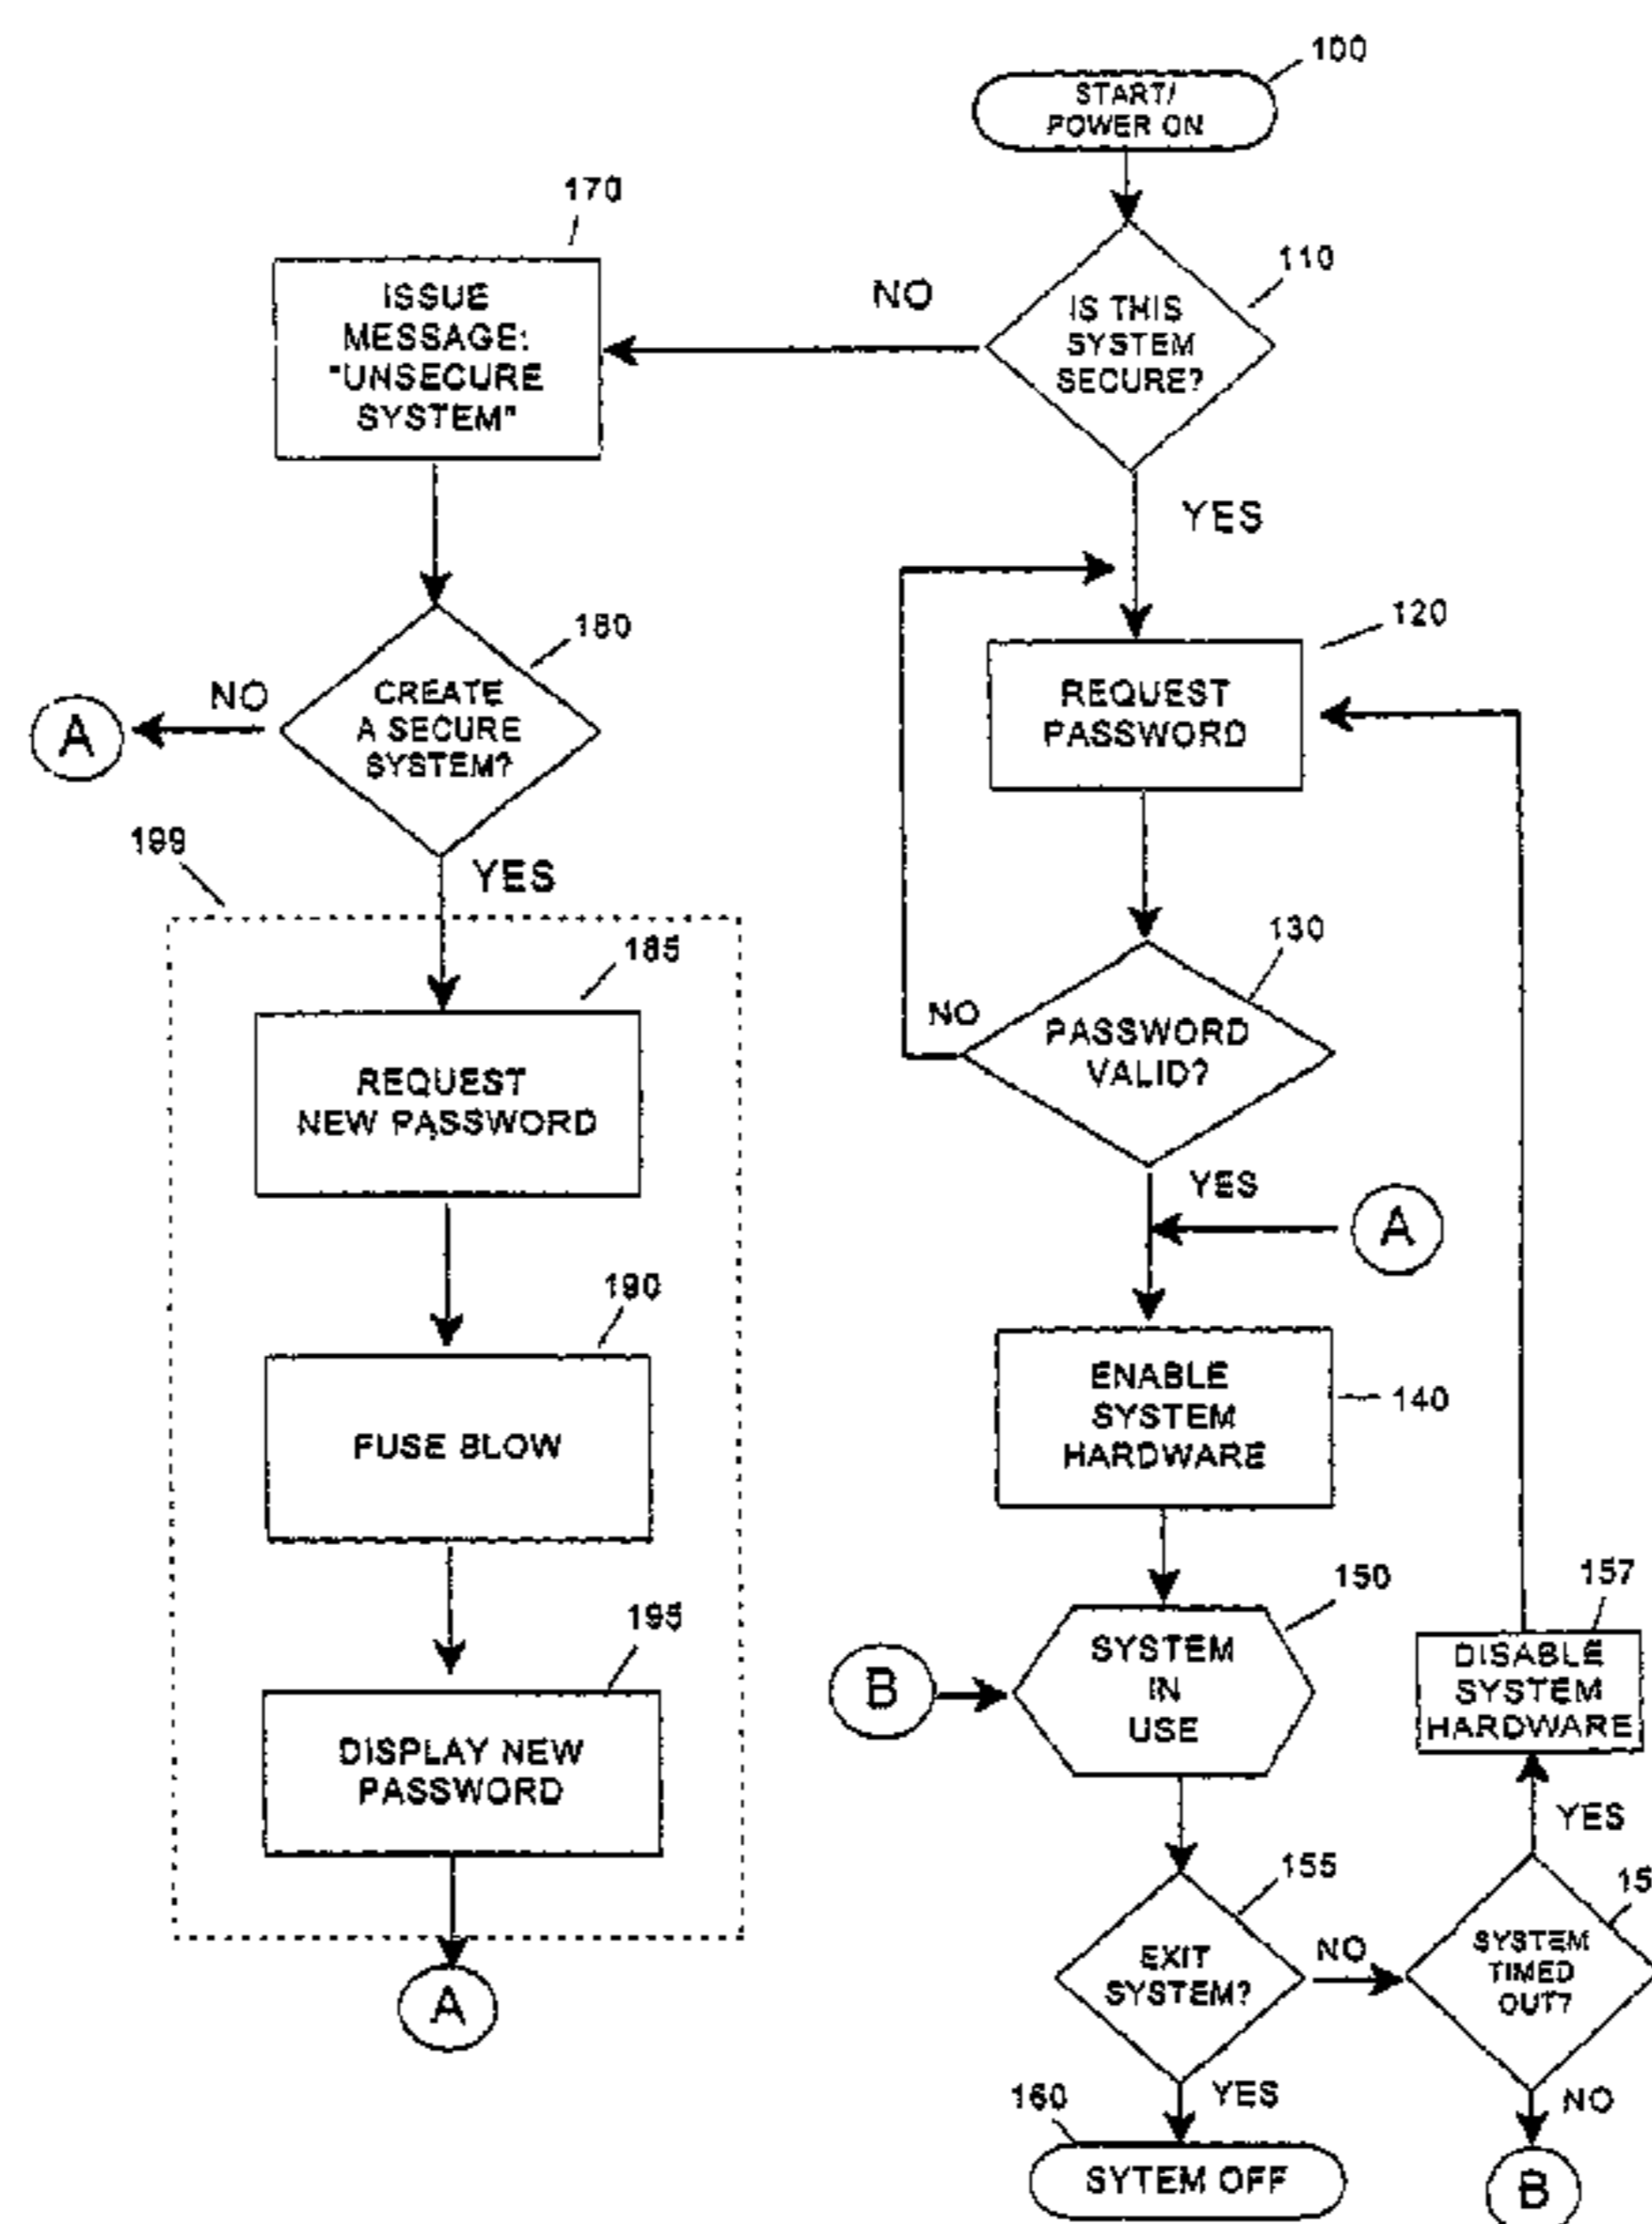 100
START/
POWER ON
170
110
ISSUE
MESSAGE:
"UNSECURE
SYSTEM"
NO
IS THIS
SYSTEM
SECURE?
YES
180
120
CREATE
A SECURE
SYSTEM?
NO
A
REQUEST
PASSWORD
199
YES
185
130
NO
PASSWORD
VALID?
REQUEST
NEW PASSWORD
YES
A
190
ENABLE
SYSTEM
HARDWARE
140
FUSE BLOW
150
157
195
SYSTEM
IN
USE
B
DISABLE
SYSTEM
HARDWARE
DISPLAY NEW
PASSWORD
YES
155
15
EXIT
SYSTEM?
NO
SYSTEM
TIMED
OUT?
A
160
YES
NO
SYTEM OFF
B